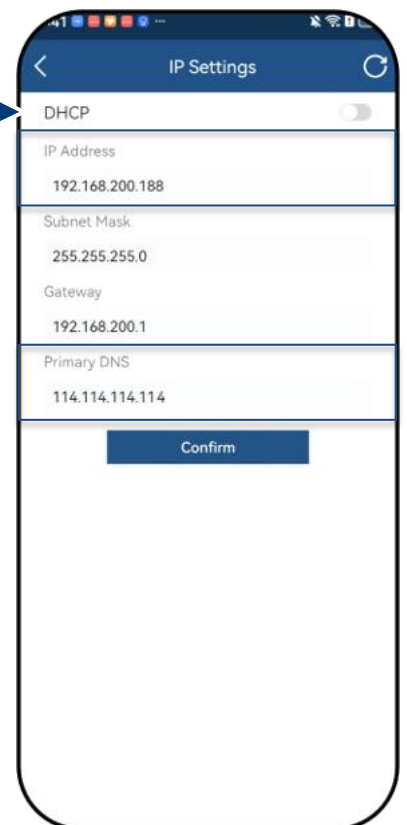 :41
IP Settings
DHCP
IP Address
192.168.200.188
Subnet Mask
255.255.255.0
Gateway
192.168.200.1
Primary DNS
114.114.114.114
Confirm